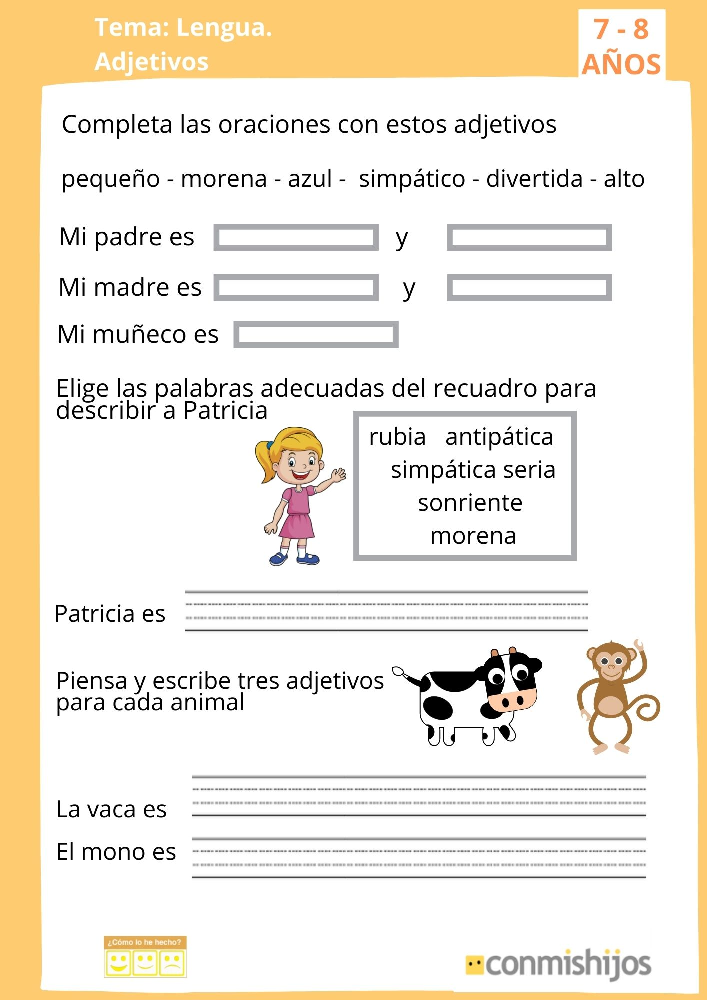 Tema: Lengua.
Adjetivos
7 - 8
AÑOS
Completa las oraciones con estos adjetivos
pequeño - morena - azul - simpático - divertida - alto
Mi padre es y
Mi madre es y
Mi muñeco es
Elige las palabras adecuadas del recuadro para
describir a Patricia
rubia antipática
simpática seria
sonriente
morena
Patricia es
Piensa y escribe tres adjetivos
para cada animal
La vaca es
El mono es
¿Cómo lo he hecho?
conmishijos